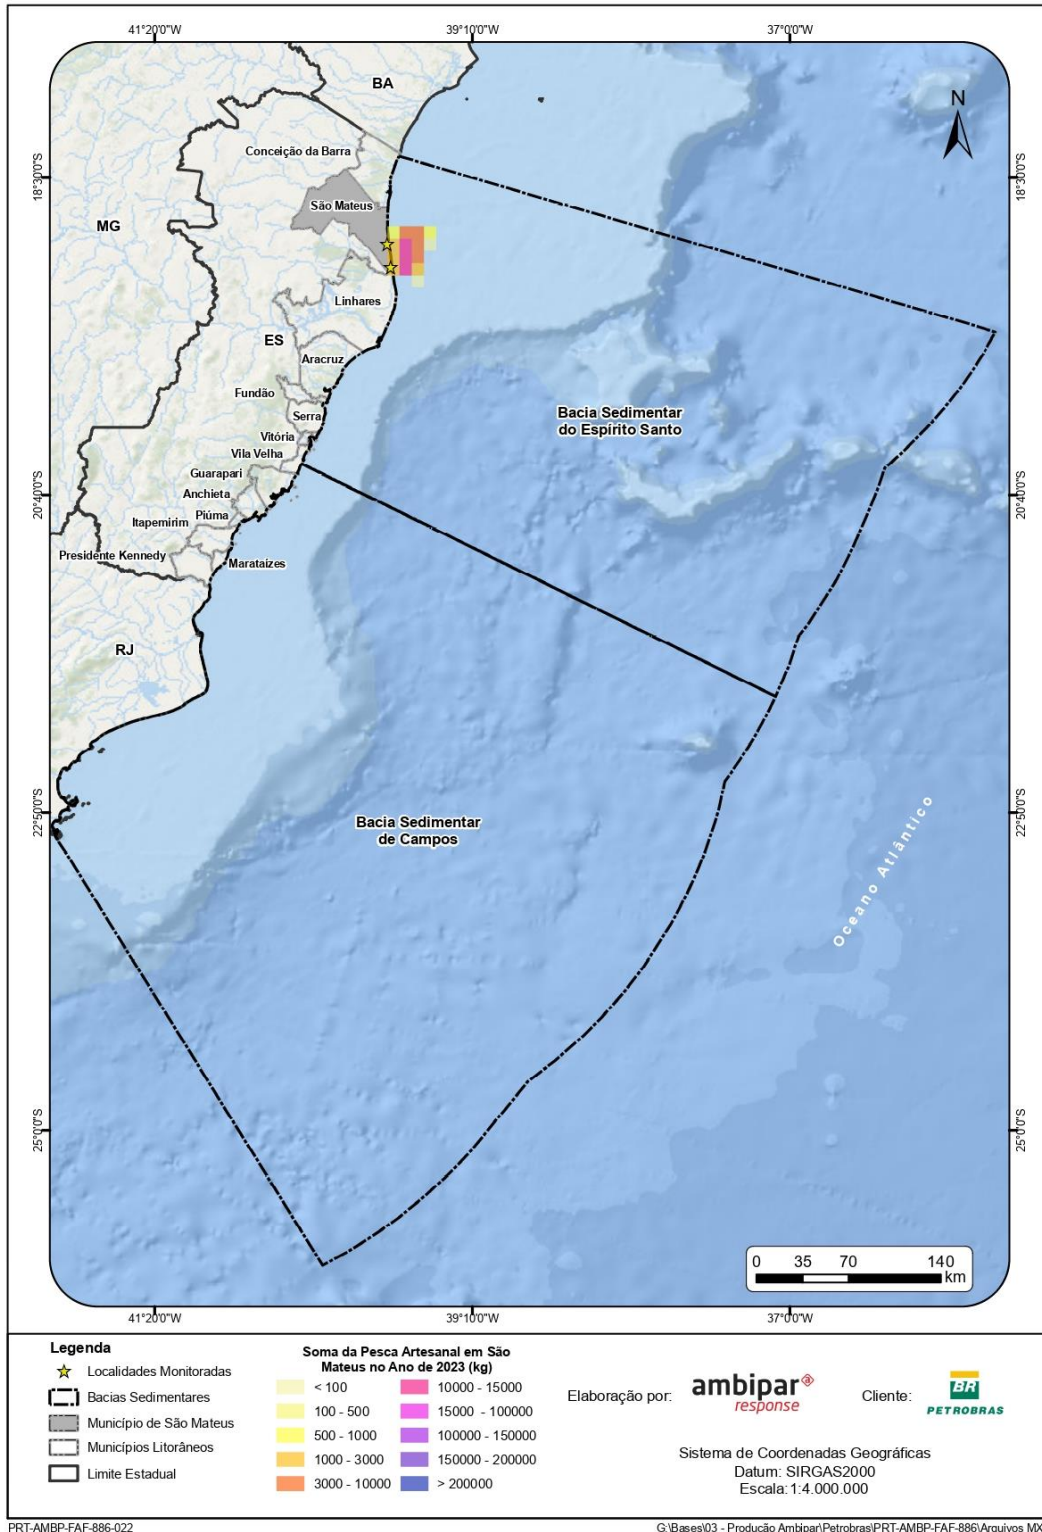 41°20'0"W
39°10'0"W
37°0'0"W
BA
N
Conceição da Barra
18°30'0"S
18°30'0"S
São Mateus
MG
Linhares
ES
Aracruz
Fundão
Serra
Bacia Sedimentar
do Espírito Santo
Vitória
Vila Velha
Guarapari
Anchieta
20°40'0"S
20°40'0"S
Piúma
Itapemirim
Presidente Kennedy
Marataízes
RJ
22°50'0"S
22°50'0"S
Bacia Sedimentar
de Campos
Oceano Atlântico
25°0'0"S
25°0'0"S
0 35 70 140
km
41°20'0"W
39°10'0"W
37°0'0"W
Legenda
Localidades Monitoradas
Bacias Sedimentares
Município de São Mateus
Municípios Litorâneos
Limite Estadual
Soma da Pesca Artesanal em São
Mateus no Ano de 2023 (kg)
< 100
100 - 500
500 - 1000
1000 - 3000
3000 - 10000
10000 - 15000
15000 - 100000
100000 - 150000
150000 - 200000
> 200000
Elaboração por:
ambipar
response
Cliente:
BR
PETROBRAS
Sistema de Coordenadas Geográficas
Datum: SIRGAS2000
Escala:1:4.000.000
PRT-AMBP-FAF-886-022
G:\Bases\03 - Produção Ambipar\Petrobras\PRT-AMBP-FAF-886\Arquivos MX